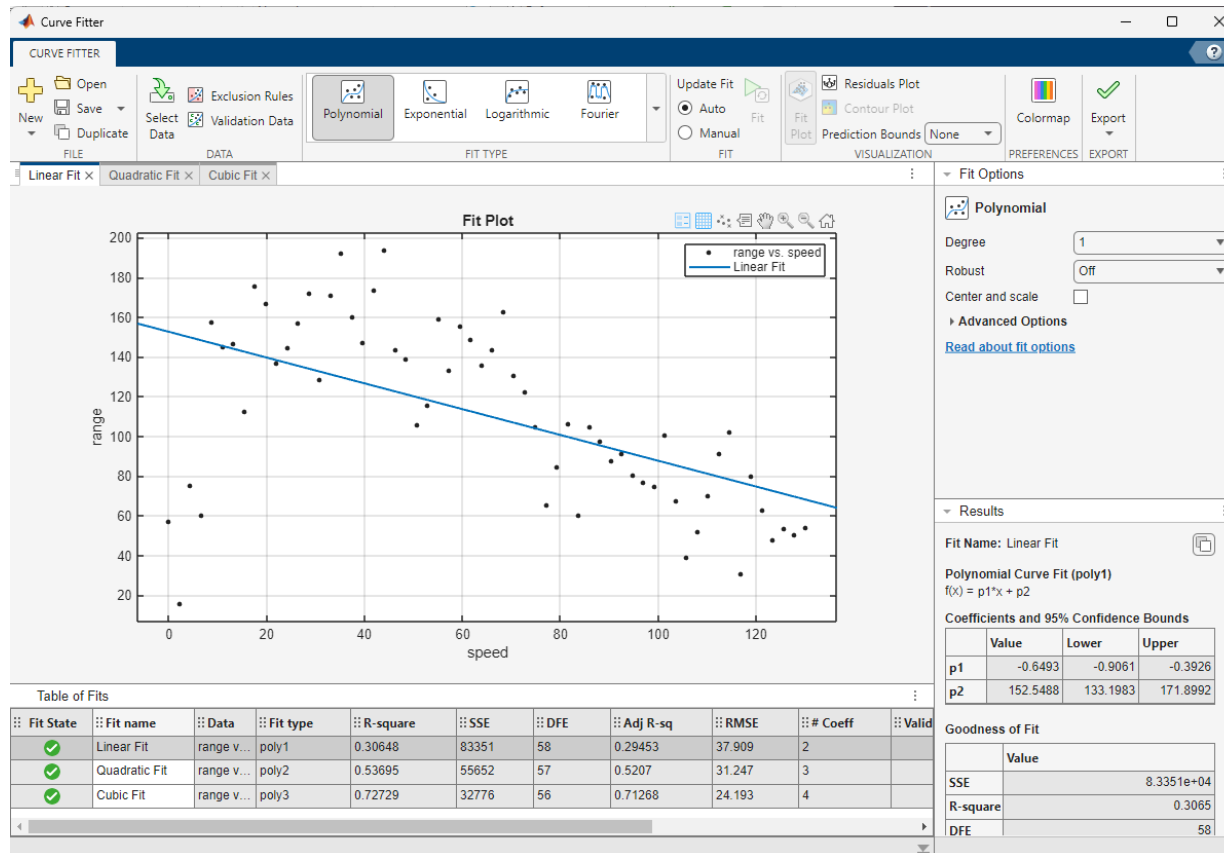 Curve Fitter
CURVE FITTER
?
New
Open
Save
Duplicate
FILE
Select Data
Exclusion Rules
Validation Data
DATA
Polynomial
Exponential
Logarithmic
Fourier
FIT TYPE
Update Fit
Auto
Manual
Fit
FIT
Fit Plot
Residuals Plot
Contour Plot
Prediction Bounds None
VISUALIZATION
Colormap
PREFERENCES
Export
EXPORT
Linear Fit
Quadratic Fit
Cubic Fit
Fit Plot
range vs. speed
Linear Fit
200
180
160
140
120
100
80
60
40
20
range
0 20 40 60 80 100 120
speed
Fit Options
Polynomial
Degree 1
Robust Off
Center and scale
Advanced Options
Read about fit options
Results
Fit Name: Linear Fit
Polynomial Curve Fit (poly1)
f(x) = p1*x + p2
Coefficients and 95% Confidence Bounds
Value Lower Upper
p1 -0.6493 -0.9061 -0.3926
p2 152.5488 133.1983 171.8992
Goodness of Fit
Value
SSE 8.3351e+04
R-square 0.3065
DFE 58
Table of Fits
Fit State Fit name Data Fit type R-square SSE DFE Adj R-sq RMSE # Coeff Valid
Linear Fit range v... poly1 0.30648 83351 58 0.29453 37.909 2
Quadratic Fit range v... poly2 0.53695 55652 57 0.5207 31.247 3
Cubic Fit range v... poly3 0.72729 32776 56 0.71268 24.193 4